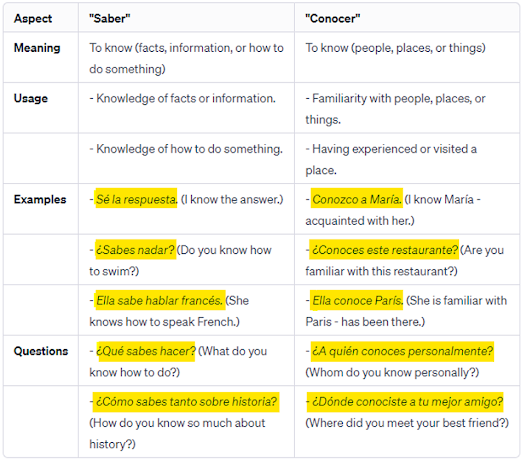 Aspect "Saber" "Conocer"
Meaning To know (facts, information, or how to To know (people, places, or things)
do something)
Usage - Knowledge of facts or information. - Familiarity with people, places, or
things.
- Knowledge of how to do something. - Having experienced or visited a
place.
Examples - Sé la respuesta. (I know the answer.) - Conozco a María. (I know María -
acquainted with her.)
- ¿Sabes nadar? (Do you know how - ¿Conoces este restaurante? (Are you
to swim?) familiar with this restaurant?)
- Ella sabe hablar francés. (She - Ella conoce París. (She is familiar with
knows how to speak French.) Paris - has been there.)
Questions - ¿Qué sabes hacer? (What do you - ¿A quién conoces personalmente?
know how to do?) (Whom do you know personally?)
- ¿Cómo sabes tanto sobre historia? - ¿Dónde conociste a tu mejor amigo?
(How do you know so much about (Where did you meet your best friend?)
history?)